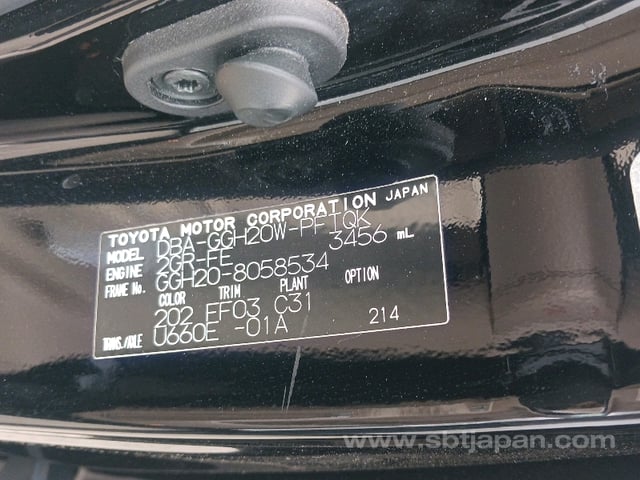 TOYOTA MOTOR CORPORATION JAPAN
MODEL DBA-GGH20W-PFTQK
ENGINE 2GR-FE 3456 mL
FRAME No. GGH20-8058534
COLOR TRIM PLANT OPTION
202 EF03 C31
TRANS./AXLE U660E -01A 214
www.sbtjapan.com